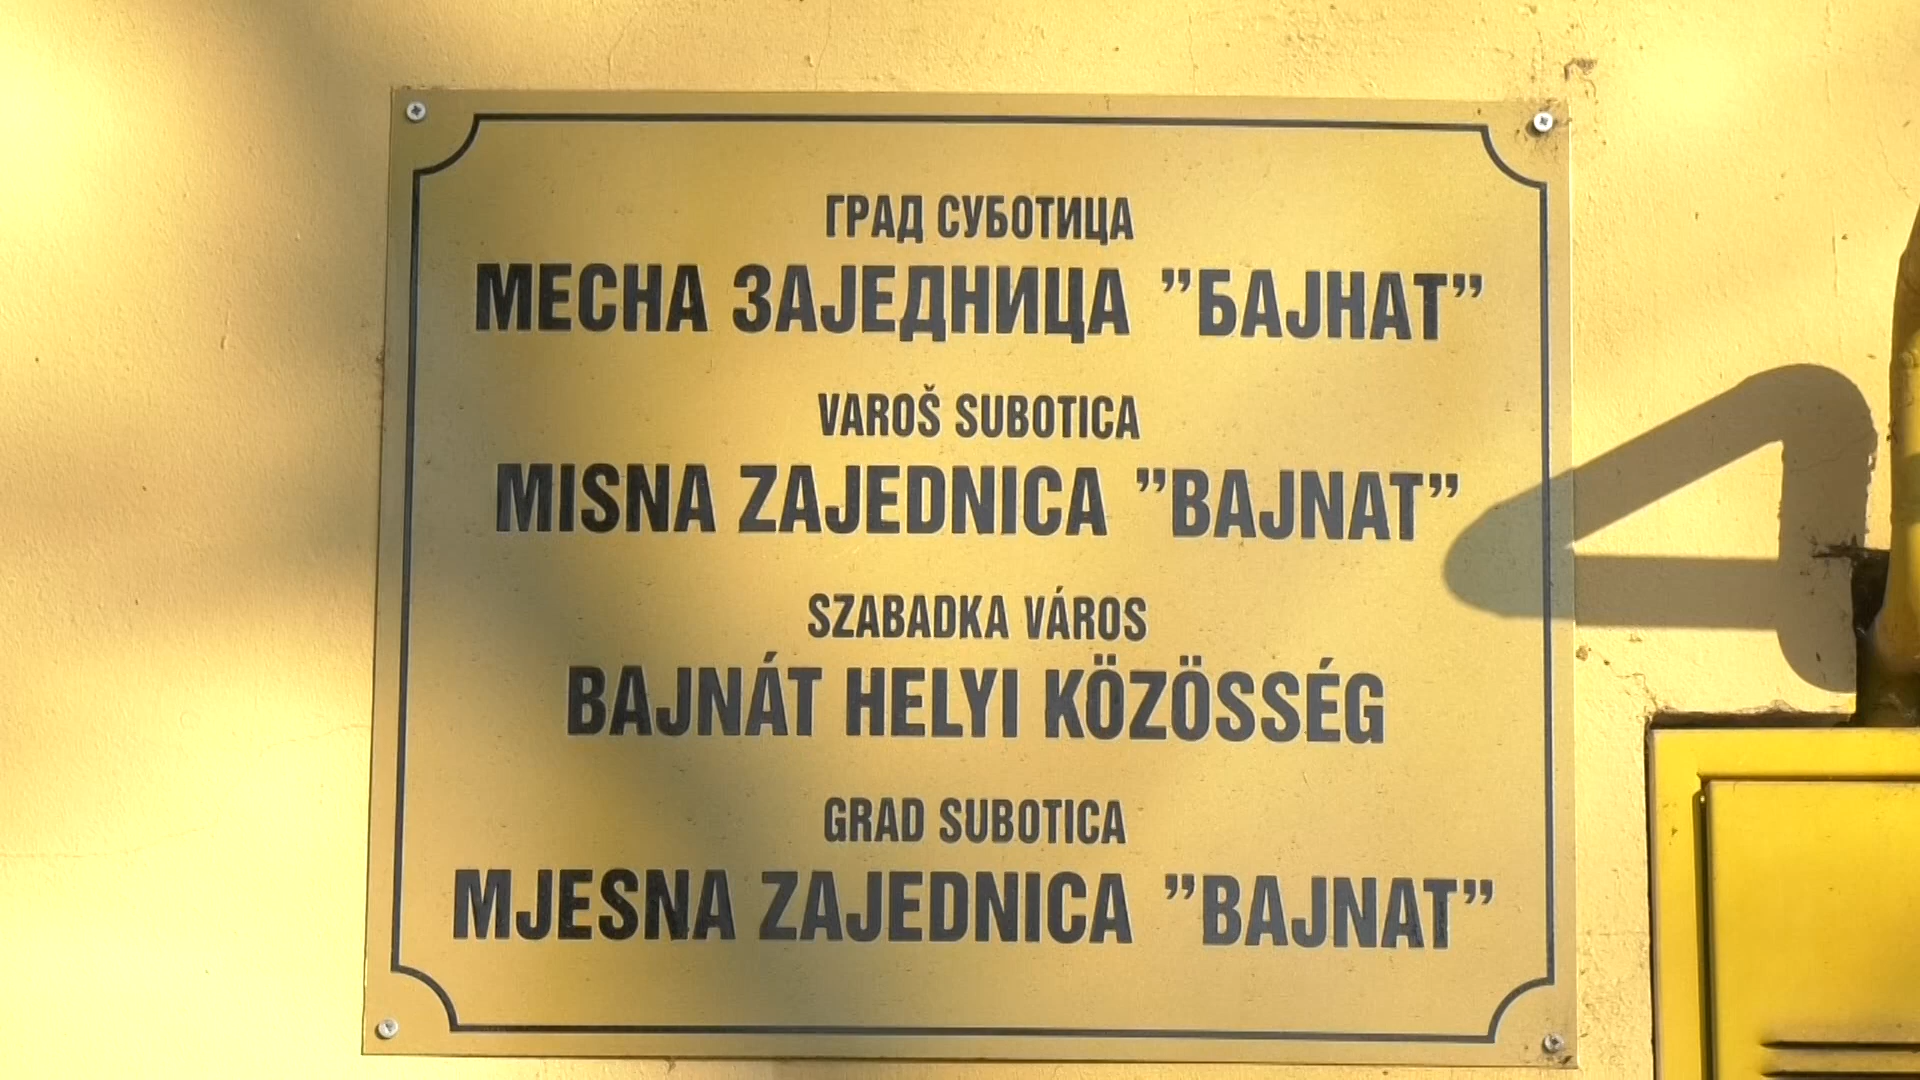 ГРАД СУБОТИЦА
МЕСНА ЗАЈЕДНИЦА ”БАЈНАТ”
VAROŠ SUBOTICA
MISNA ZAJEDNICA ”BAJNAT”
SZABADKA VÁROS
BAJNÁT HELYI KÖZÖSSÉG
GRAD SUBOTICA
MJESNA ZAJEDNICA ”BAJNAT”